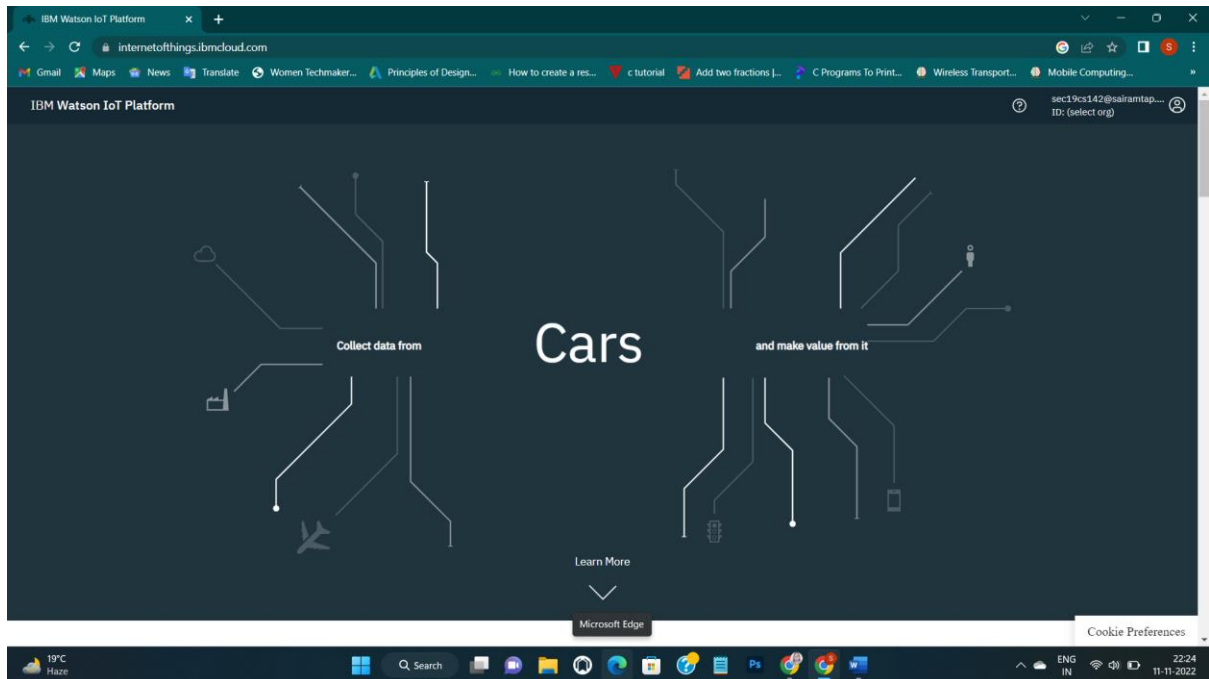 IBM Watson IoT Platform
internetofthings.ibmcloud.com
S
Gmail Maps News Translate Women Techmaker... Principles of Design... How to create a res... c tutorial Add two fractions |... C Programs To Print... Wireless Transport... Mobile Computing... »
IBM Watson IoT Platform
sec19cs142@sairamtap....
ID: (select org)
Collect data from Cars and make value from it
Learn More
Microsoft Edge
Cookie Preferences
19°C
Haze
Search
Ps
ENG
IN
22:24
11-11-2022